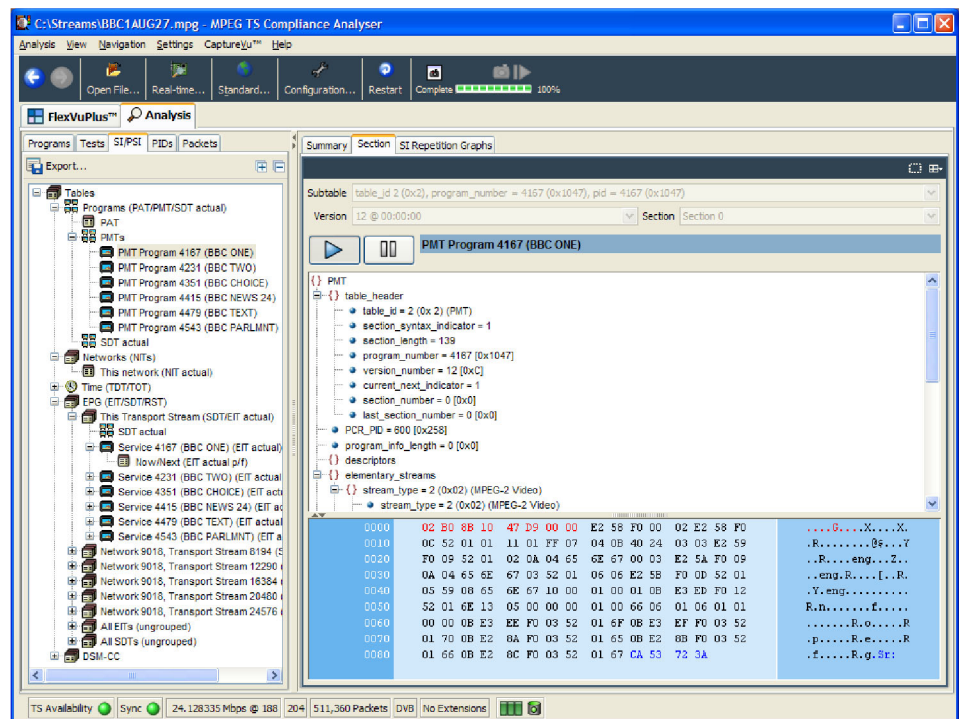 C:\Streams\BBC1AUG27.mpg - MPEG TS Compliance Analyser
Analysis View Navigation Settings CaptureVu™ Help
Open File... Real-time... Standard... Configuration... Restart Complete 100%
FlexVuPlus™ Analysis
Programs Tests SI/PSI PIDs Packets
Export...
Tables
Programs (PAT/PMT/SDT actual)
PAT
PMTs
PMT Program 4167 (BBC ONE)
PMT Program 4231 (BBC TWO)
PMT Program 4351 (BBC CHOICE)
PMT Program 4415 (BBC NEWS 24)
PMT Program 4479 (BBC TEXT)
PMT Program 4543 (BBC PARLMNT)
SDT actual
Networks (NITs)
This network (NIT actual)
Time (TDT/TOT)
EPG (EIT/SDT/RST)
This Transport Stream (SDT/EIT actual)
SDT actual
Service 4167 (BBC ONE) (EIT actual)
Now/Next (EIT actual p/f)
Service 4231 (BBC TWO) (EIT actual
Service 4351 (BBC CHOICE) (EIT acti
Service 4415 (BBC NEWS 24) (EIT ac
Service 4479 (BBC TEXT) (EIT actual
Service 4543 (BBC PARLMNT) (EIT a
Network 9018, Transport Stream 8194 (S
Network 9018, Transport Stream 12290
Network 9018, Transport Stream 16384
Network 9018, Transport Stream 20480
Network 9018, Transport Stream 24576
All EITs (ungrouped)
All SDTs (ungrouped)
DSM-CC
Summary Section SI Repetition Graphs
Subtable table_id 2 (0x2), program_number = 4167 (0x1047), pid = 4167 (0x1047)
Version 12 @ 00:00:00 Section Section 0
PMT Program 4167 (BBC ONE)
{} PMT
{} table_header
table_id = 2 (0x 2) (PMT)
section_syntax_indicator = 1
section_length = 139
program_number = 4167 [0x1047]
version_number = 12 [0xC]
current_next_indicator = 1
section_number = 0 [0x0]
last_section_number = 0 [0x0]
PCR_PID = 600 [0x258]
program_info_length = 0 [0x0]
{} descriptors
{} elementary_streams
{} stream_type = 2 (0x02) (MPEG-2 Video)
stream_type = 2 (0x02) (MPEG-2 Video)
0000 02 B0 8B 10 47 D9 00 00 E2 58 F0 00 02 E2 58 F0 ....G....X....X.
0010 0C 52 01 01 11 01 FF 07 04 0B 40 24 03 03 E2 59 .R........@$...Y
0020 F0 09 52 01 02 0A 04 65 6E 67 00 03 E2 5A F0 09 ..R....eng...Z..
0030 0A 04 65 6E 67 03 52 01 06 06 E2 5B F0 0D 52 01 ..eng.R....[..R.
0040 05 59 08 65 6E 67 10 00 01 00 01 0B E3 ED F0 12 .Y.eng..........
0050 52 01 6E 13 05 00 00 00 01 00 66 06 01 06 01 01 R.n.......f.....
0060 00 00 0B E3 EE F0 03 52 01 6F 0B E3 EF F0 03 52 .......R.o.....R
0070 01 70 0B E2 8A F0 03 52 01 65 0B E2 8B F0 03 52 .p.....R.e.....R
0080 01 66 0B E2 8C F0 03 52 01 67 CA 53 72 3A .f.....R.g.Sr:
TS Availability Sync 24.128335 Mbps @ 188 204 511,360 Packets DVB No Extensions